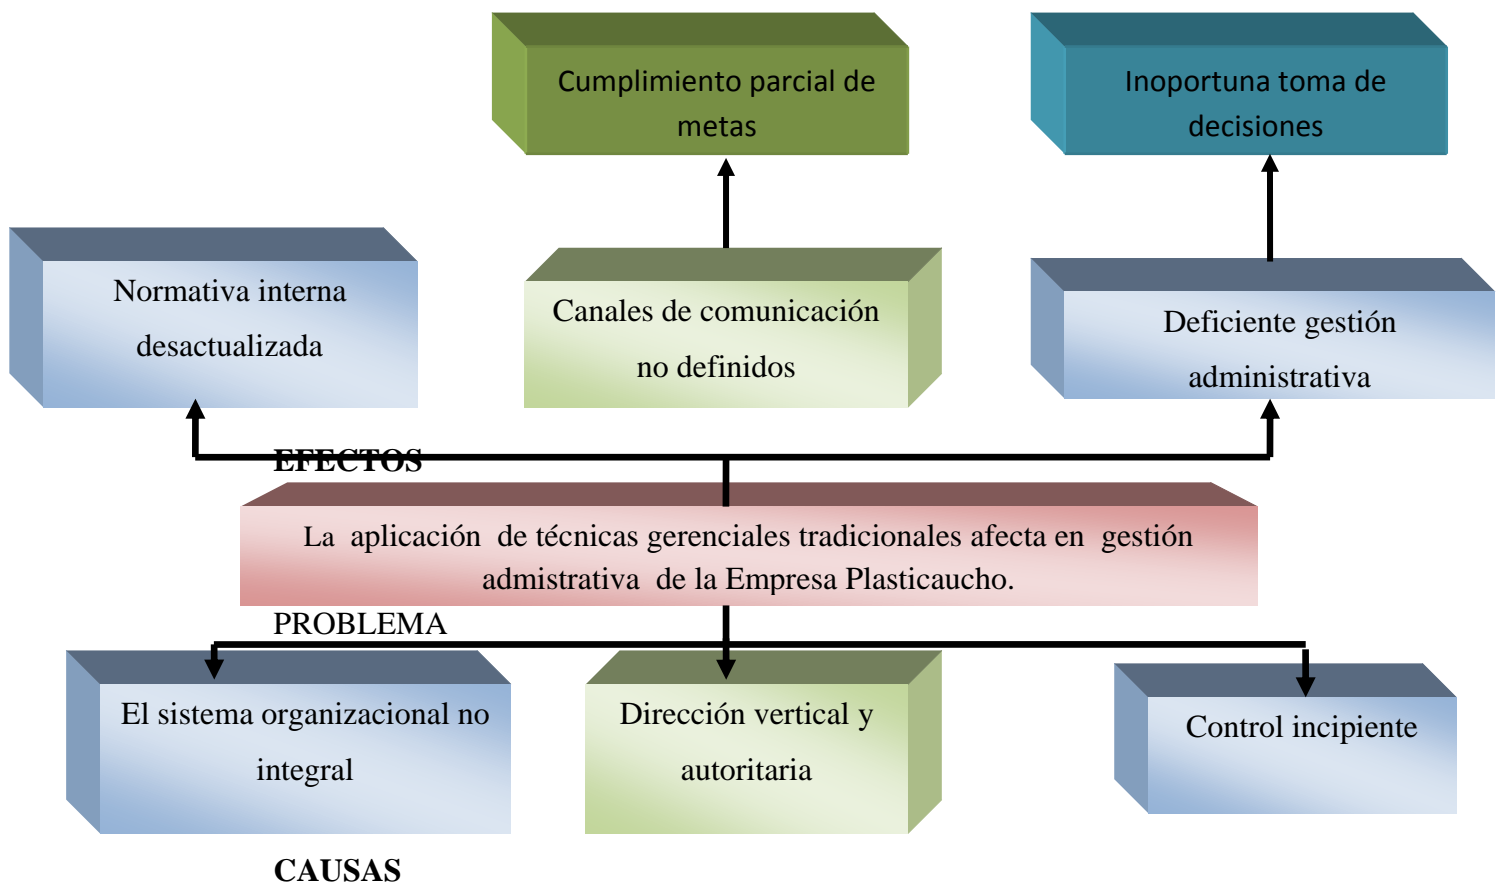 Cumplimiento parcial de
metas
Inoportuna toma de
decisiones
Normativa interna
desactualizada
Canales de comunicación
no definidos
Deficiente gestión
administrativa
EFECTOS
La aplicación de técnicas gerenciales tradicionales afecta en gestión
admistrativa de la Empresa Plasticaucho.
PROBLEMA
El sistema organizacional no
integral
Dirección vertical y
autoritaria
Control incipiente
CAUSAS